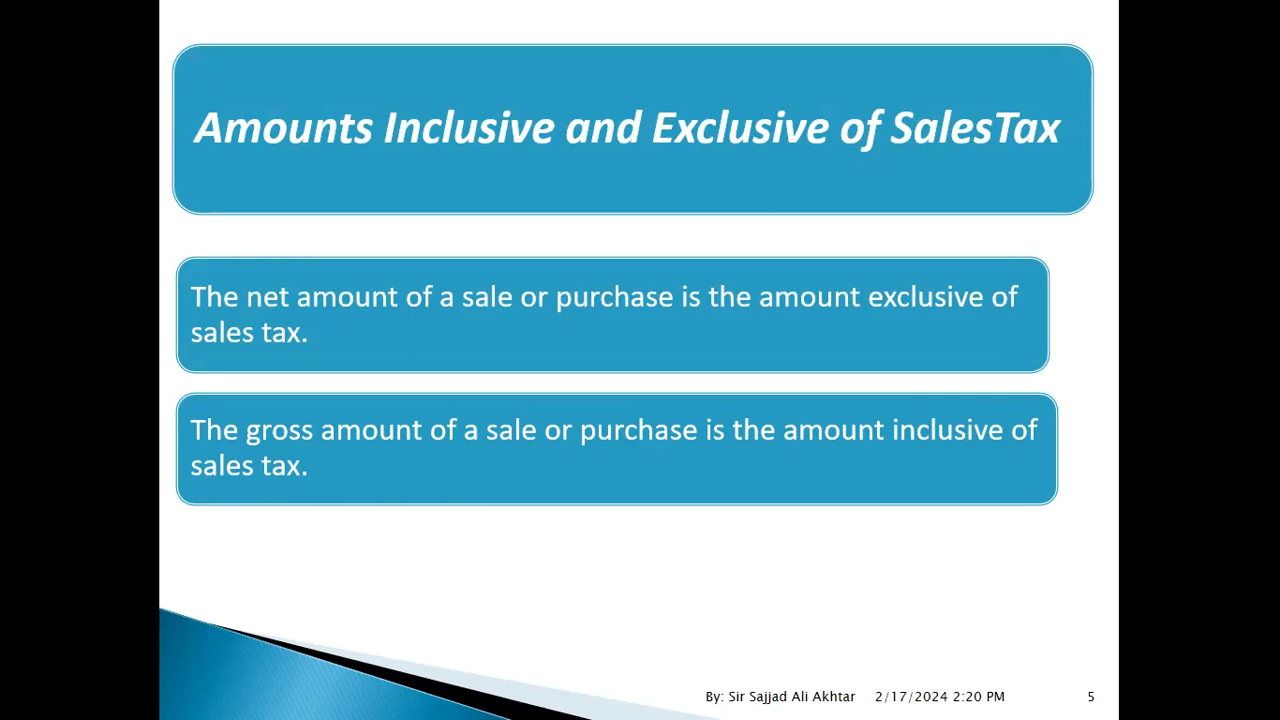 Amounts Inclusive and Exclusive of SalesTax
The net amount of a sale or purchase is the amount exclusive of
sales tax.
The gross amount of a sale or purchase is the amount inclusive of
sales tax.
By: Sir Sajjad Ali Akhtar 2/17/2024 2:20 PM 5